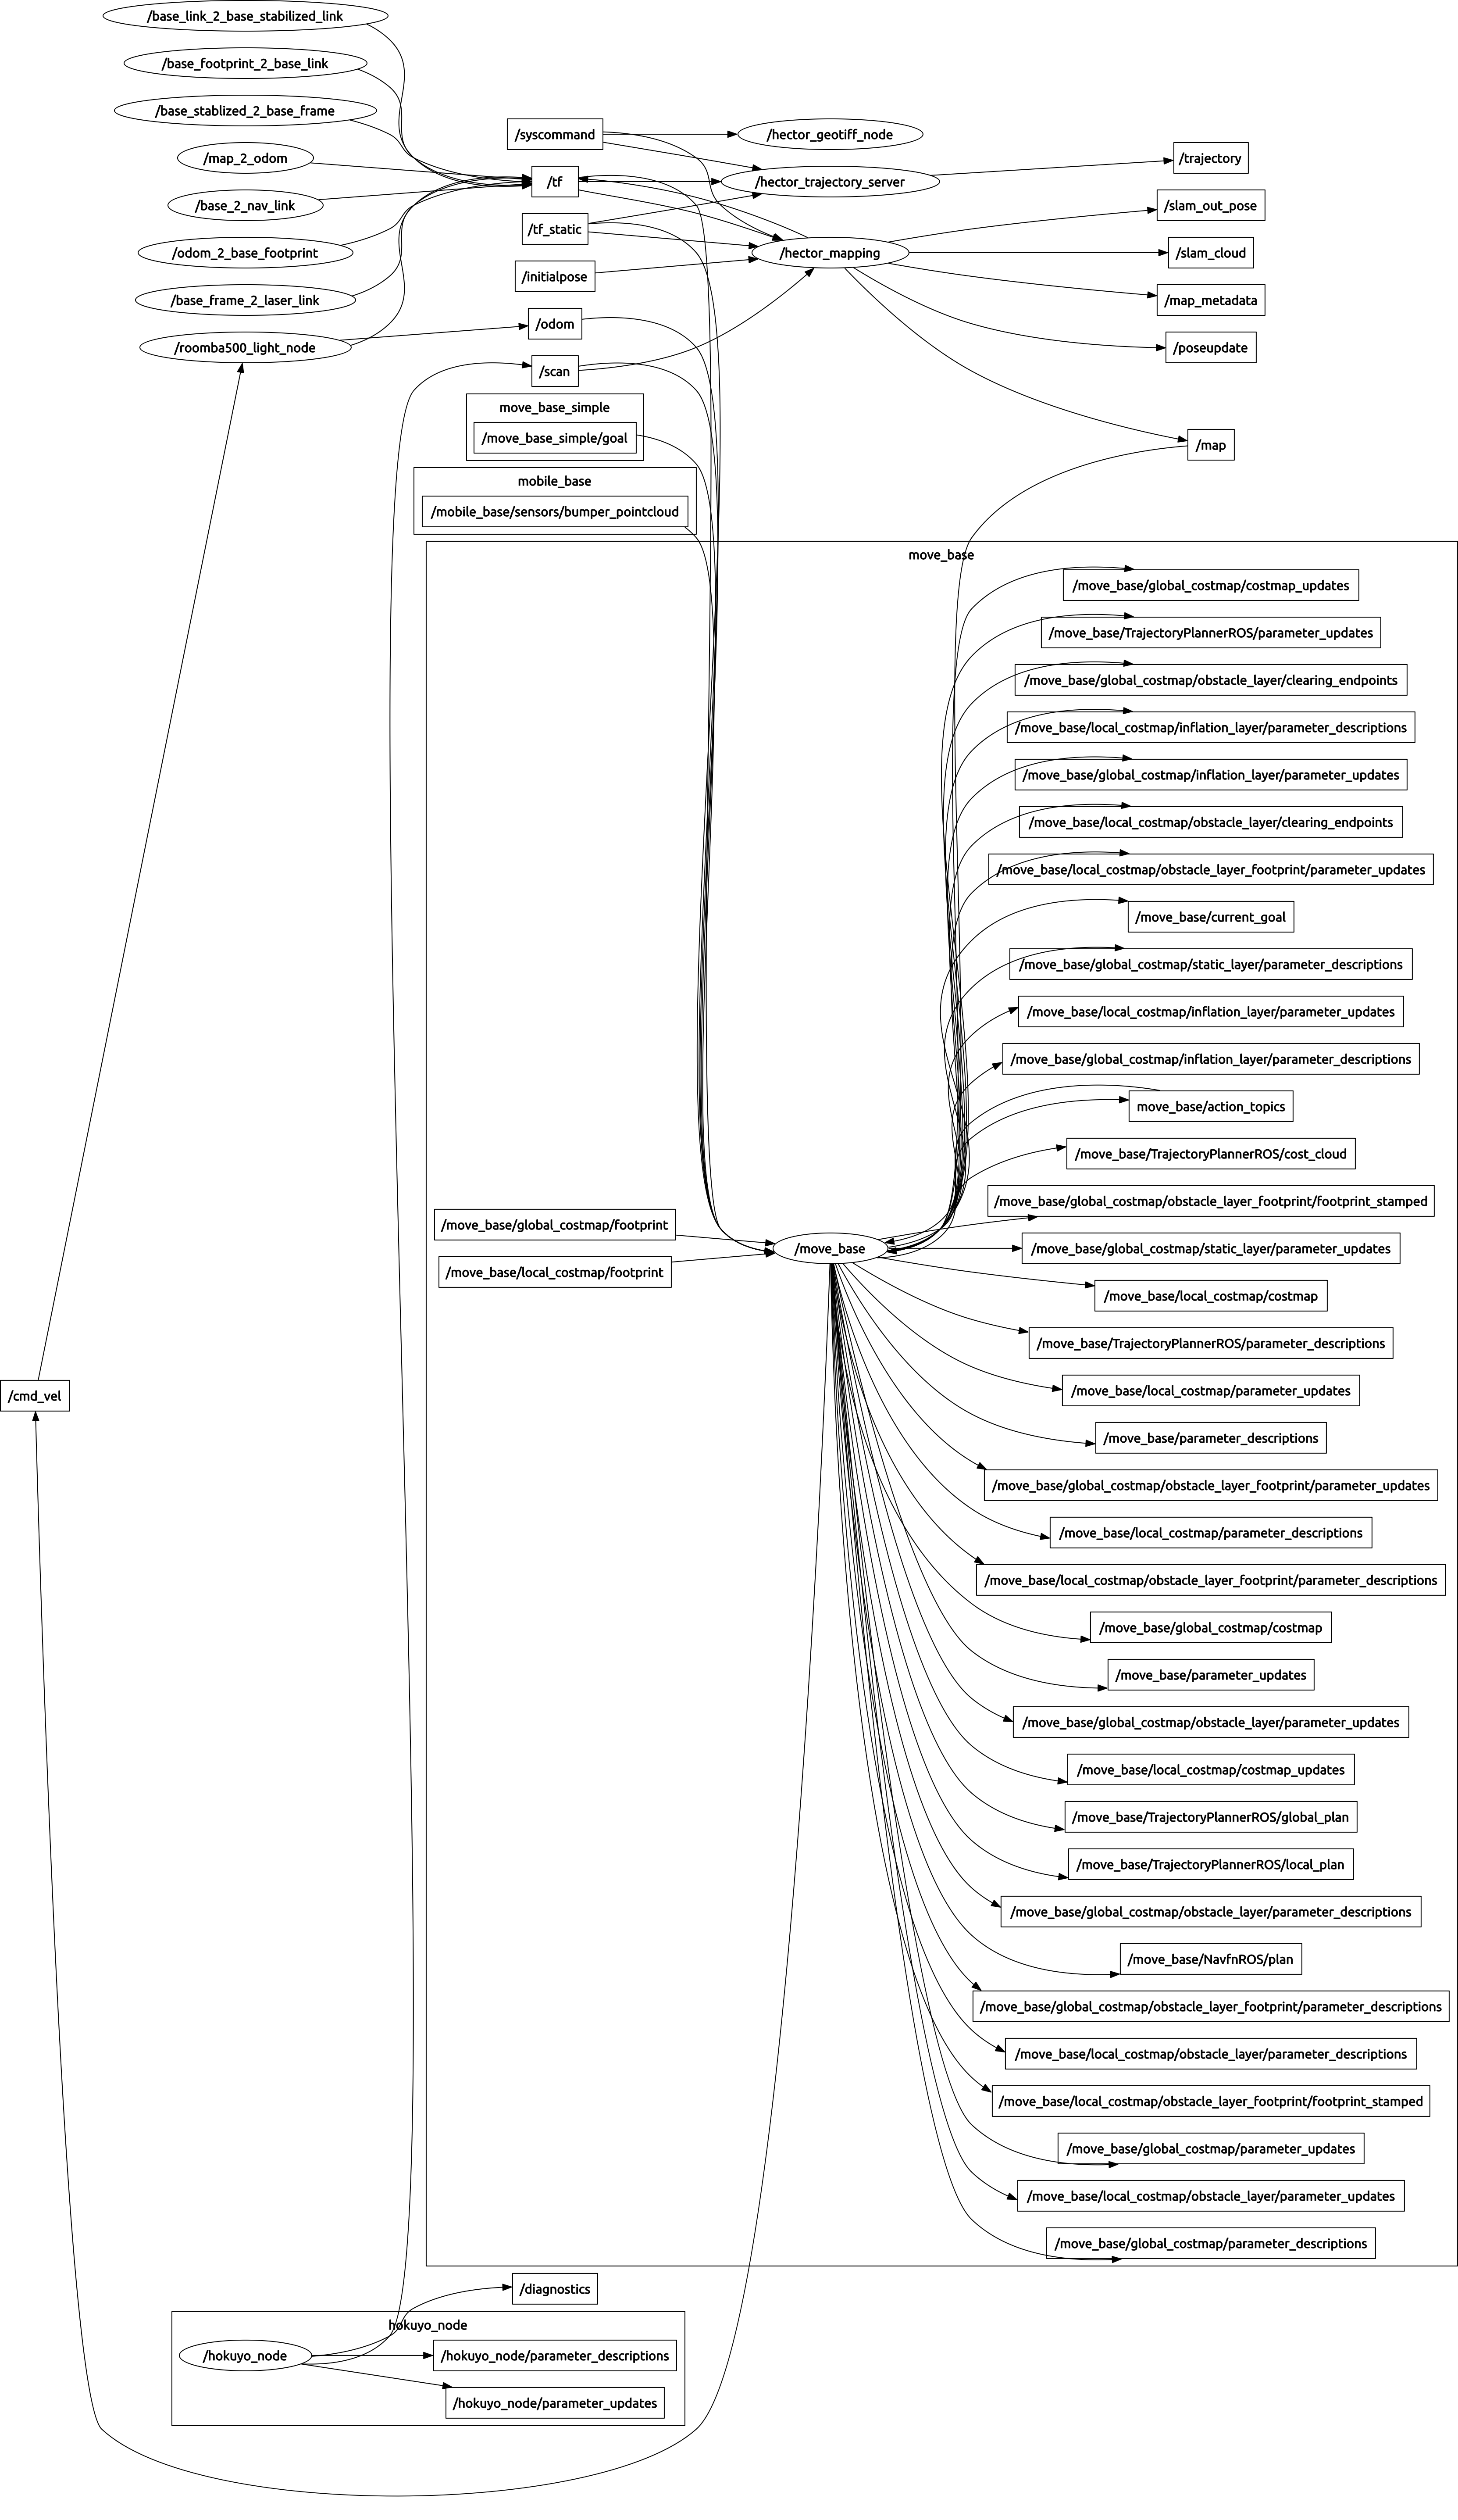 /base_link_2_base_stabilized_link
/base_footprint_2_base_link
/base_stablized_2_base_frame
/map_2_odom
/base_2_nav_link
/odom_2_base_footprint
/base_frame_2_laser_link
/roomba500_light_node
/syscommand
/tf
/tf_static
/initialpose
/odom
/scan
move_base_simple
/move_base_simple/goal
mobile_base
/mobile_base/sensors/bumper_pointcloud
/hector_geotiff_node
/hector_trajectory_server
/hector_mapping
/trajectory
/slam_out_pose
/slam_cloud
/map_metadata
/poseupdate
/map
move_base
/move_base/global_costmap/costmap_updates
/move_base/TrajectoryPlannerROS/parameter_updates
/move_base/global_costmap/obstacle_layer/clearing_endpoints
/move_base/local_costmap/inflation_layer/parameter_descriptions
/move_base/global_costmap/inflation_layer/parameter_updates
/move_base/local_costmap/obstacle_layer/clearing_endpoints
/move_base/local_costmap/obstacle_layer_footprint/parameter_updates
/move_base/current_goal
/move_base/global_costmap/static_layer/parameter_descriptions
/move_base/local_costmap/inflation_layer/parameter_updates
/move_base/global_costmap/inflation_layer/parameter_descriptions
move_base/action_topics
/move_base/TrajectoryPlannerROS/cost_cloud
/move_base/global_costmap/obstacle_layer_footprint/footprint_stamped
/move_base/global_costmap/footprint
/move_base/local_costmap/footprint
/move_base
/move_base/global_costmap/static_layer/parameter_updates
/move_base/local_costmap/costmap
/move_base/TrajectoryPlannerROS/parameter_descriptions
/cmd_vel
/move_base/local_costmap/parameter_updates
/move_base/parameter_descriptions
/move_base/global_costmap/obstacle_layer_footprint/parameter_updates
/move_base/local_costmap/parameter_descriptions
/move_base/local_costmap/obstacle_layer_footprint/parameter_descriptions
/move_base/global_costmap/costmap
/move_base/parameter_updates
/move_base/global_costmap/obstacle_layer/parameter_updates
/move_base/local_costmap/costmap_updates
/move_base/TrajectoryPlannerROS/global_plan
/move_base/TrajectoryPlannerROS/local_plan
/move_base/global_costmap/obstacle_layer/parameter_descriptions
/move_base/NavfnROS/plan
/move_base/global_costmap/obstacle_layer_footprint/parameter_descriptions
/move_base/local_costmap/obstacle_layer/parameter_descriptions
/move_base/local_costmap/obstacle_layer_footprint/footprint_stamped
/move_base/global_costmap/parameter_updates
/move_base/local_costmap/obstacle_layer/parameter_updates
/move_base/global_costmap/parameter_descriptions
/diagnostics
hokuyo_node
/hokuyo_node
/hokuyo_node/parameter_descriptions
/hokuyo_node/parameter_updates